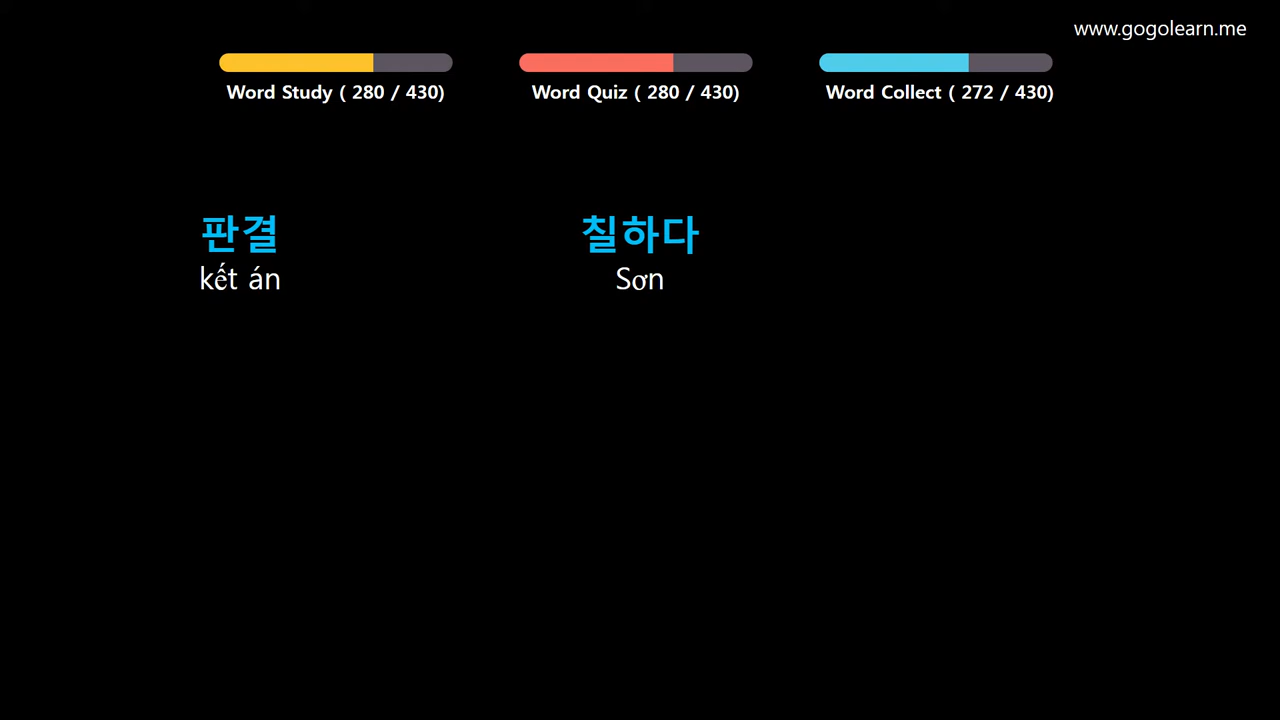 www.gogolearn.me
Word Study ( 280 / 430)
Word Quiz ( 280 / 430)
Word Collect ( 272 / 430)
판결
kết án
칠하다
Sơn